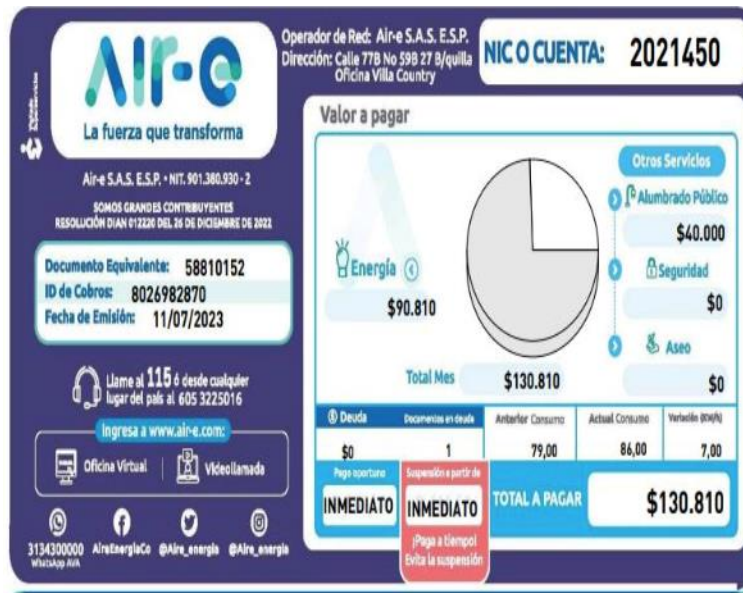 Air-e
La fuerza que transforma
Air-e S.A.S. E.S.P. • NIT. 901.380.930 - 2
SOMOS GRANDES CONTRIBUYENTES
RESOLUCIÓN DIAN 012220 DEL 26 DE DICIEMBRE DE 2022
Documento Equivalente: 58810152
ID de Cobros: 8026982870
Fecha de Emisión: 11/07/2023
Llame al 115 ó desde cualquier
lugar del país al 605 3225016
Ingresa a www.air-e.com:
Oficina Virtual
Videollamada
3134300000 AireEnergiaCo @Aire_energia @Aire_energia
WhatsApp AVA
Operador de Red: Air-e S.A.S. E.S.P.
Dirección: Calle 77B No 59B 27 B/quilla
Oficina Villa Country
NIC O CUENTA: 2021450
Valor a pagar
Energía
$90.810
Otros Servicios
Alumbrado Público
$40.000
Seguridad
$0
Aseo
$0
Total Mes $130.810
Deuda Documentos en deuda Anterior Consumo Actual Consumo Variación (KW/h)
$0 1 79,00 86,00 7,00
Pago oportuno
INMEDIATO
Suspensión a partir de
INMEDIATO
¡Paga a tiempo!
Evita la suspensión
TOTAL A PAGAR $130.810